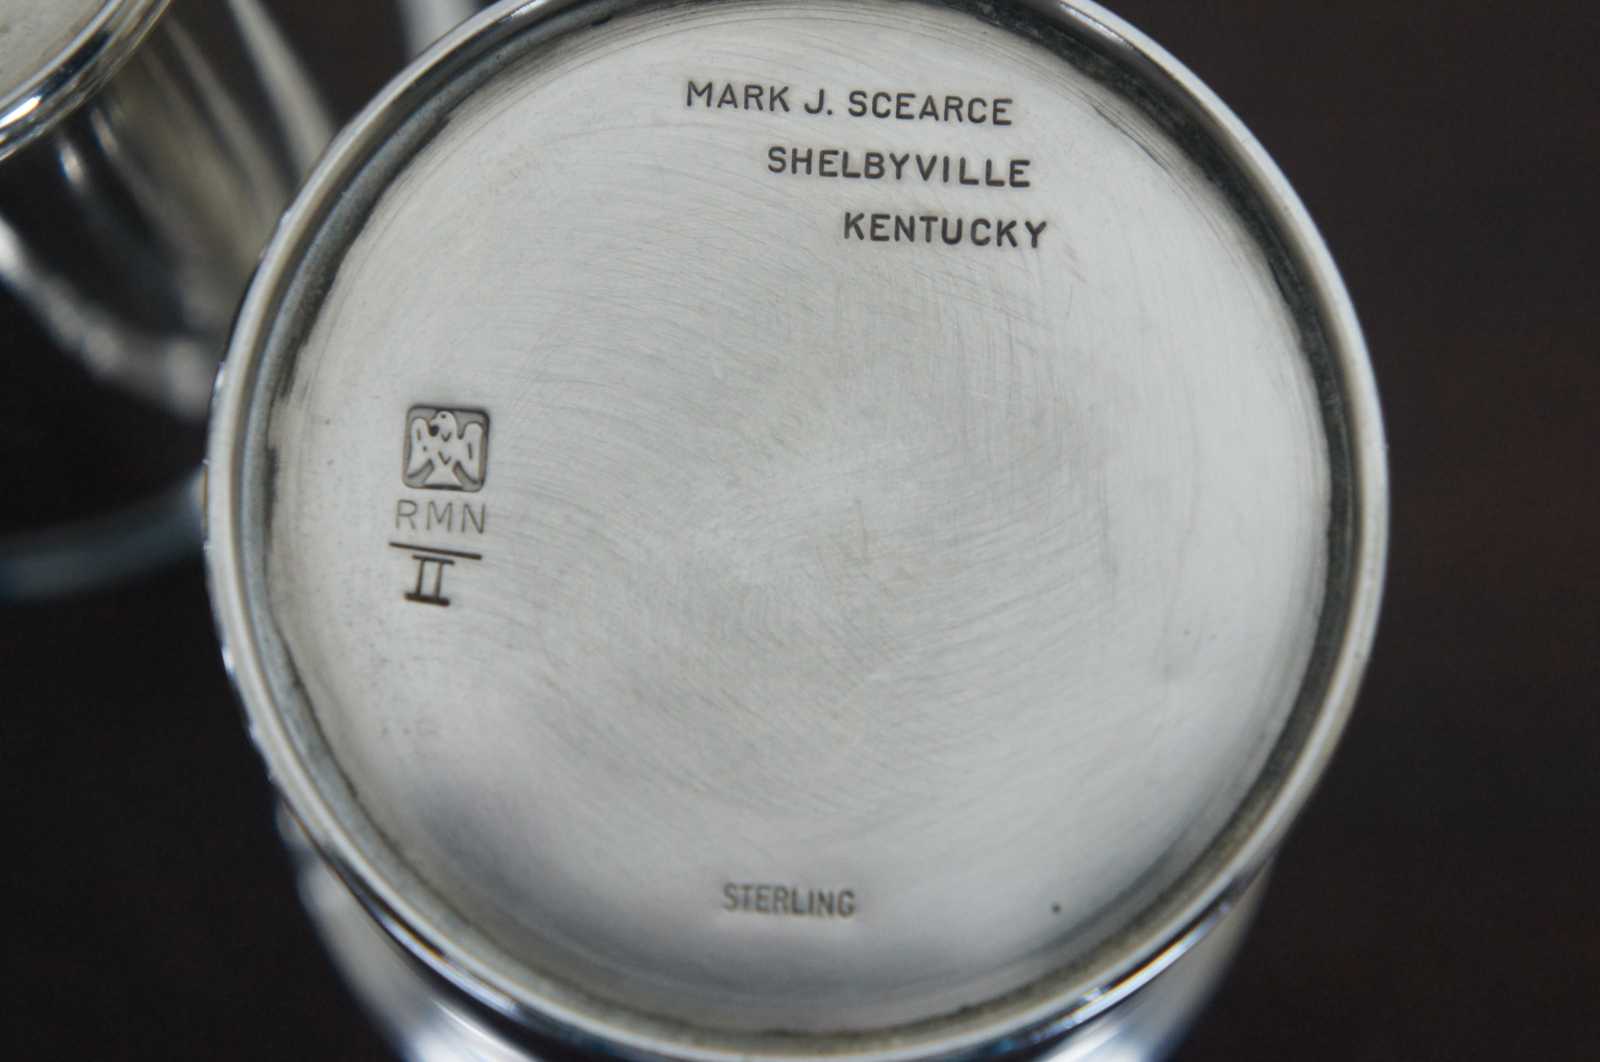 MARK J. SCEARCE
SHELBYVILLE
KENTUCKY
RMN
II
STERLING